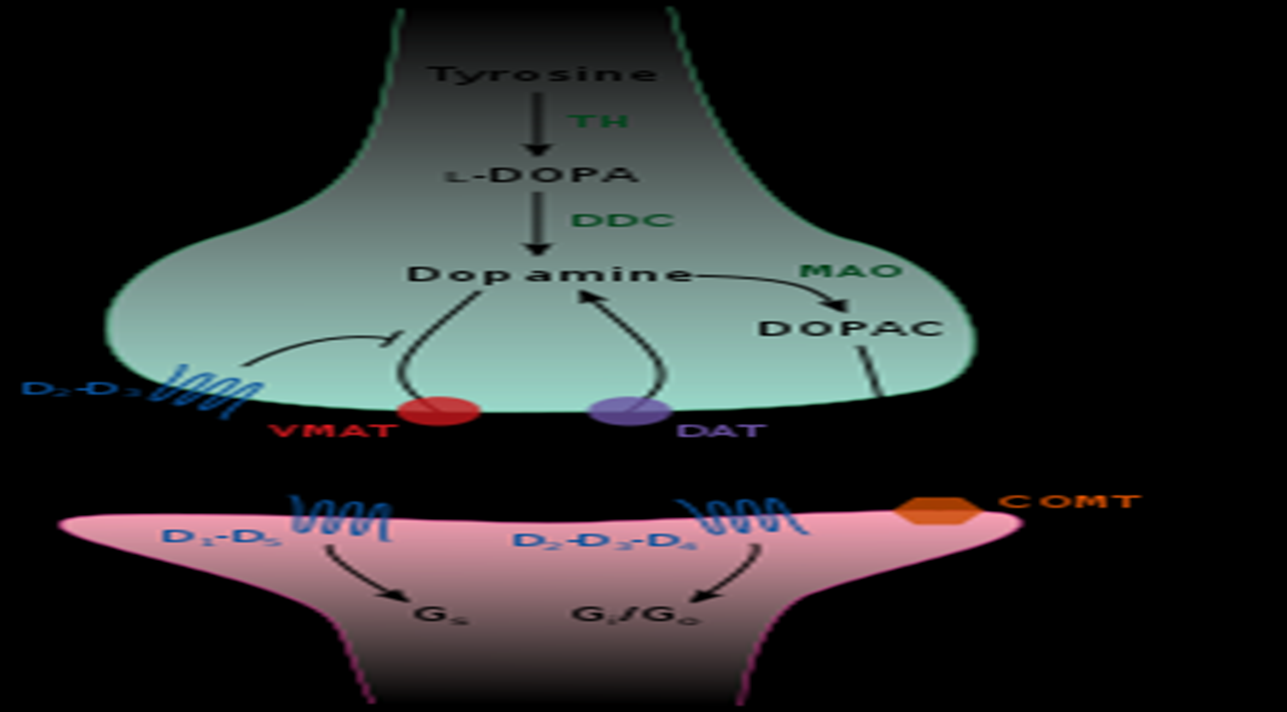 Tyrosine
TH
L-DOPA
DDC
Dopamine
MAO
DOPAC
D₂-D₃
VMAT
DAT
COMT
D₁-D₅
D₂-D₃-D₄
Gₛ
Gᵢ/Gₒ